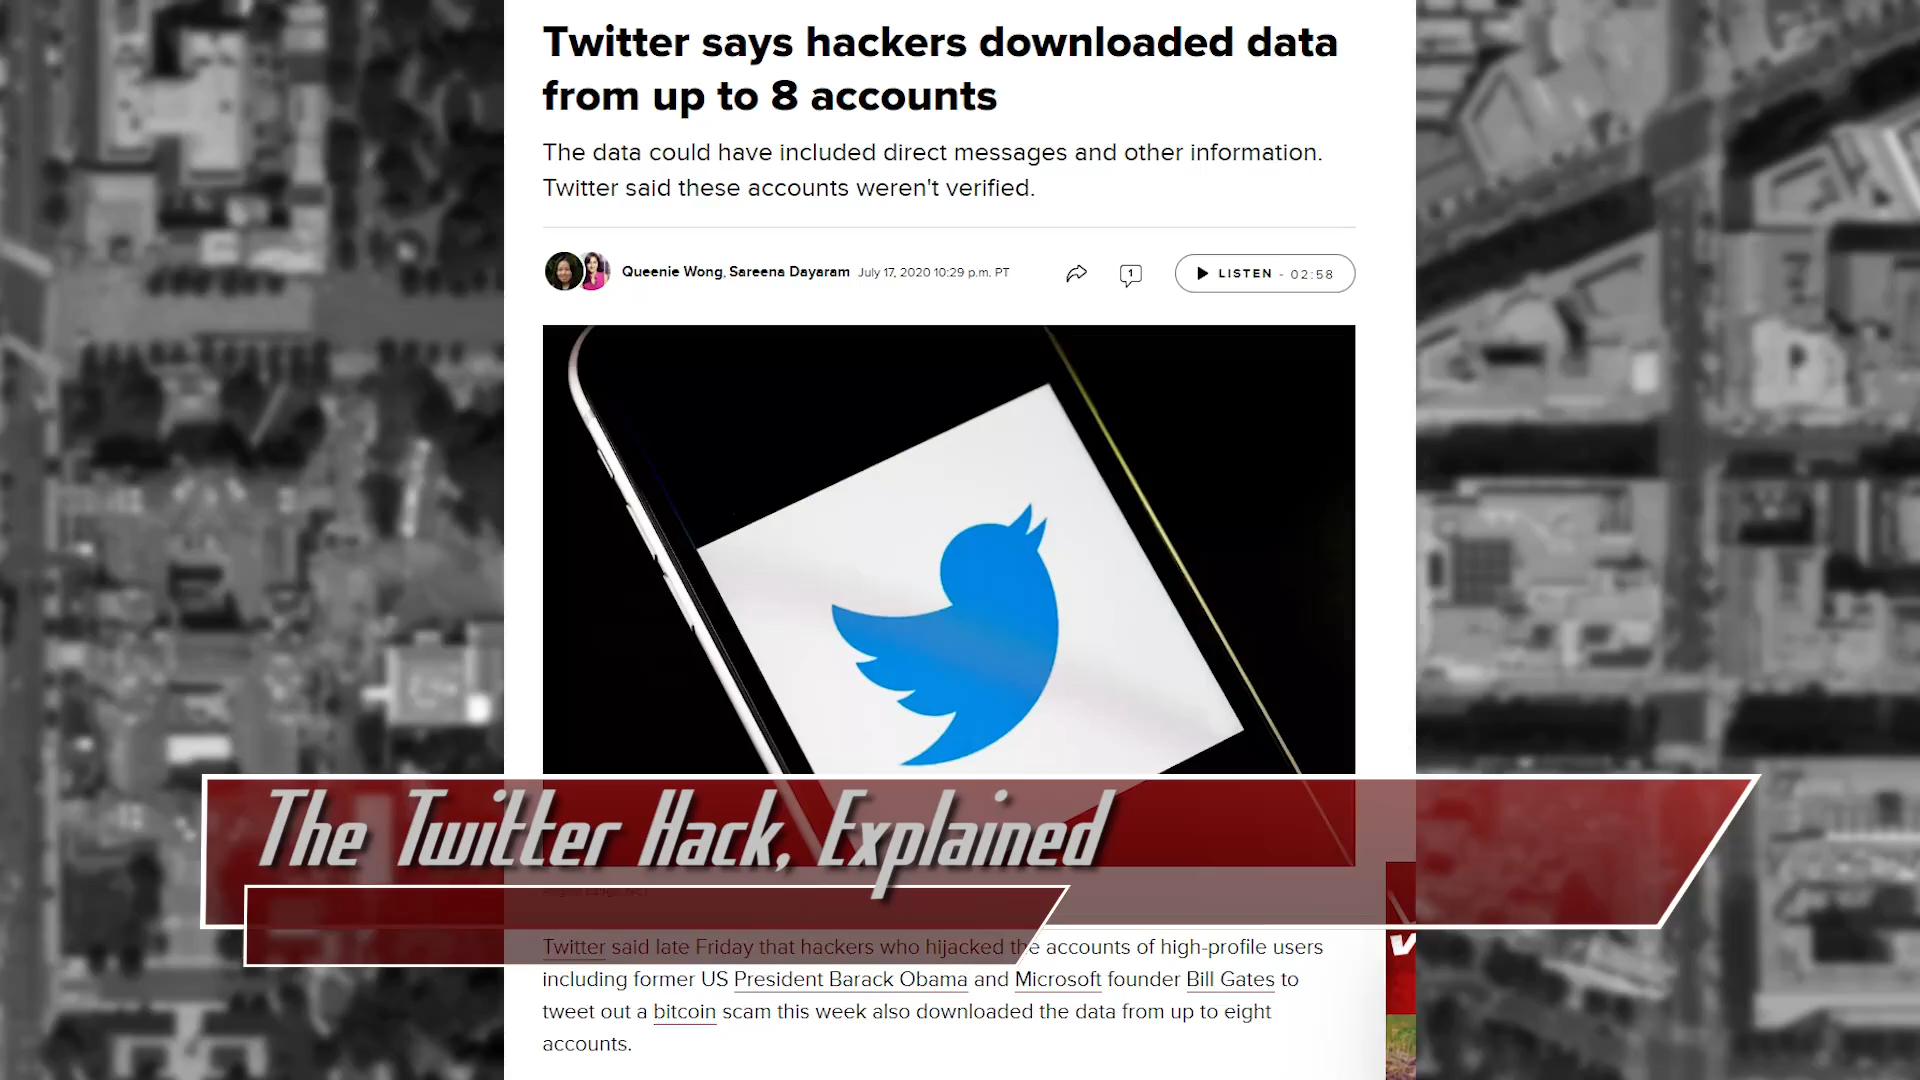 Twitter says hackers downloaded data
from up to 8 accounts
The data could have included direct messages and other information.
Twitter said these accounts weren't verified.
Queenie Wong, Sareena Dayaram July 17, 2020 10:29 p.m. PT
1
LISTEN - 02:58
The Twitter Hack, Explained
Twitter said late Friday that hackers who hijacked the accounts of high-profile users
including former US President Barack Obama and Microsoft founder Bill Gates to
tweet out a bitcoin scam this week also downloaded the data from up to eight
accounts.